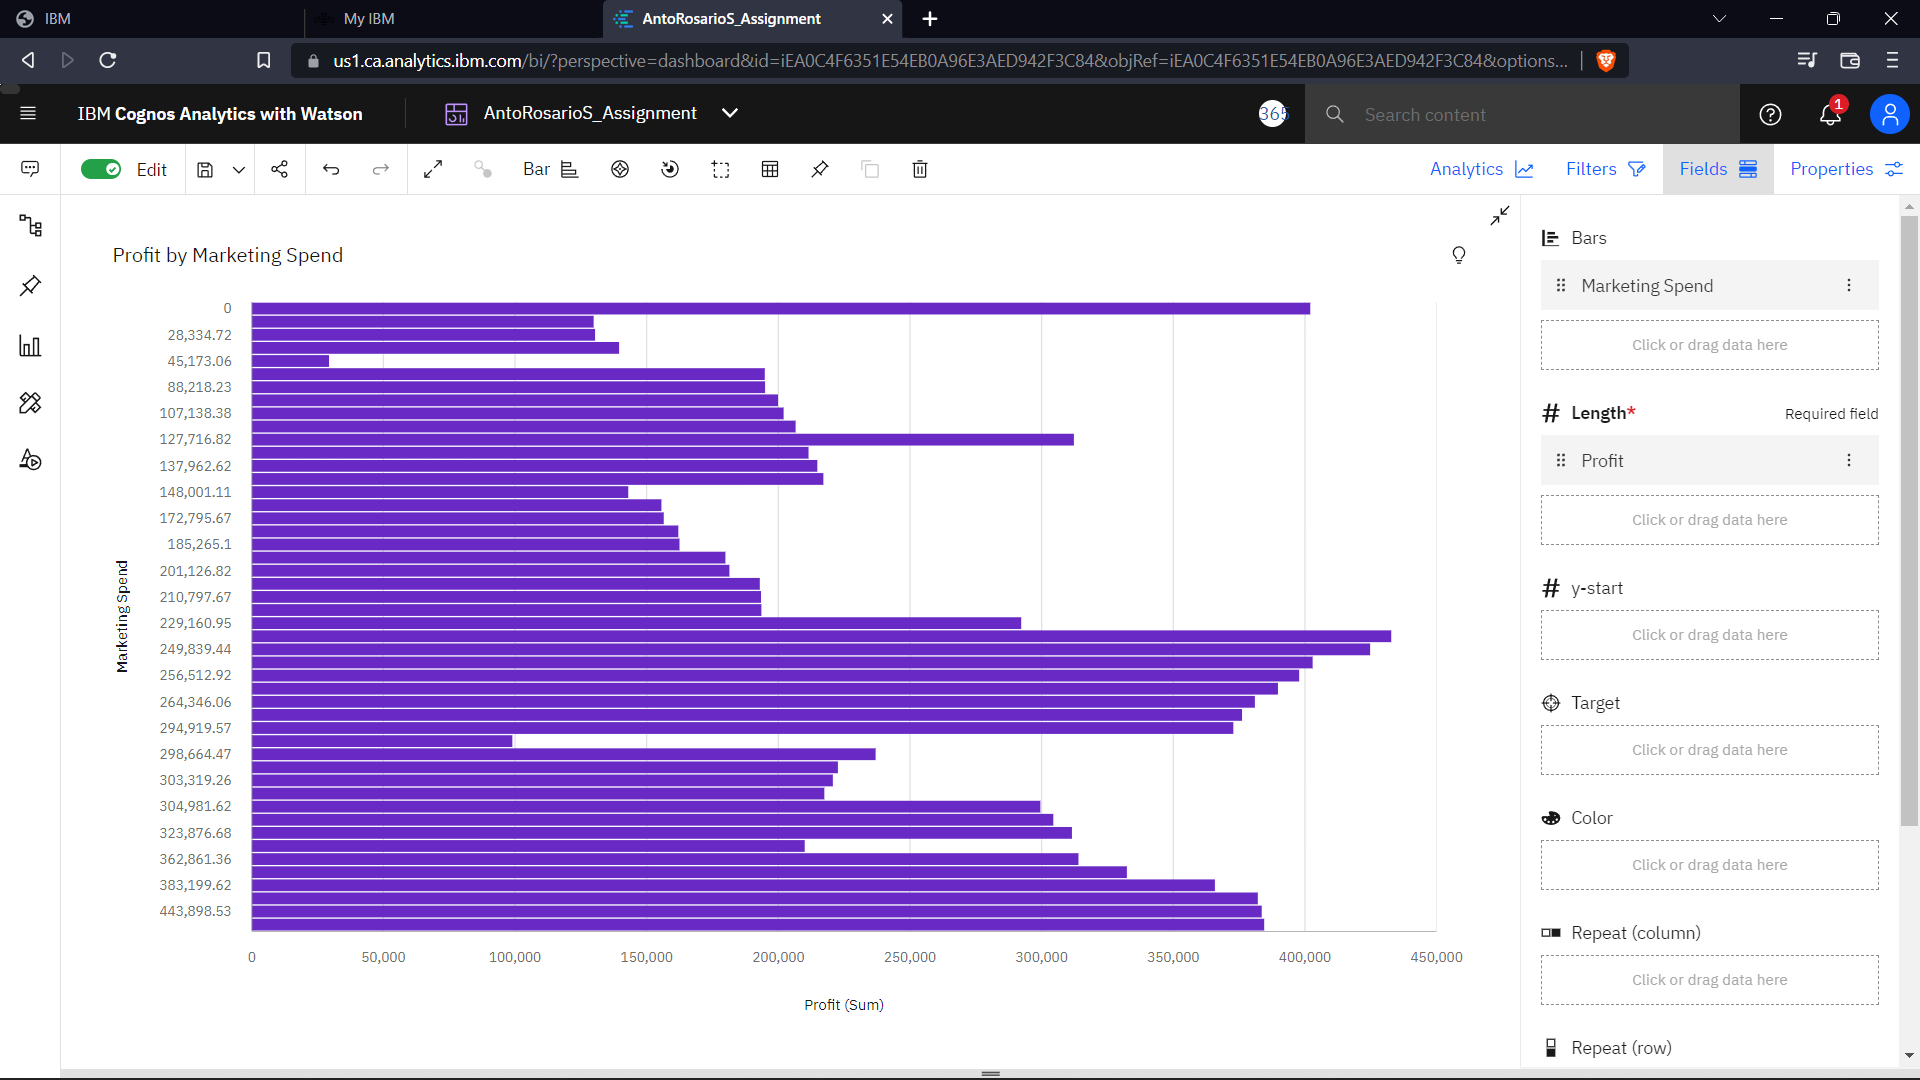 IBM
My IBM
AntoRosarioS_Assignment
us1.ca.analytics.ibm.com/bi/?perspective=dashboard&id=iEA0C4F6351E54EB0A96E3AED942F3C84&objRef=iEA0C4F6351E54EB0A96E3AED942F3C84&options...
IBM Cognos Analytics with Watson
AntoRosarioS_Assignment
365
Search content
1
Edit
Bar
Analytics
Filters
Fields
Properties
Profit by Marketing Spend
Marketing Spend
0
28,334.72
45,173.06
88,218.23
107,138.38
127,716.82
137,962.62
148,001.11
172,795.67
185,265.1
201,126.82
210,797.67
229,160.95
249,839.44
256,512.92
264,346.06
294,919.57
298,664.47
303,319.26
304,981.62
323,876.68
362,861.36
383,199.62
443,898.53
0 50,000 100,000 150,000 200,000 250,000 300,000 350,000 400,000 450,000
Profit (Sum)
Bars
Marketing Spend
Click or drag data here
Length* Required field
Profit
Click or drag data here
y-start
Click or drag data here
Target
Click or drag data here
Color
Click or drag data here
Repeat (column)
Click or drag data here
Repeat (row)